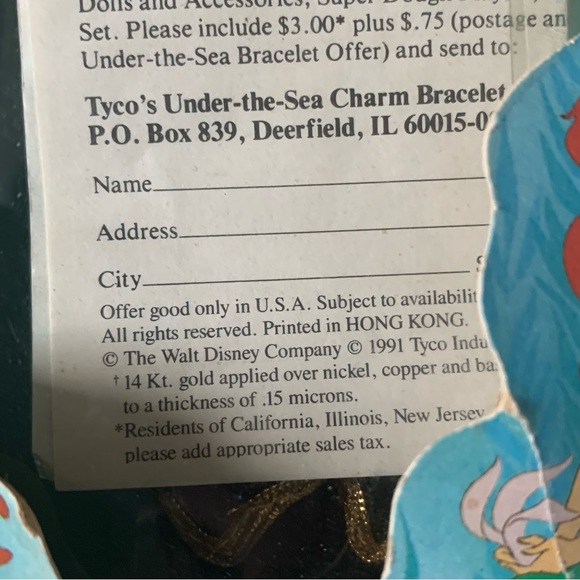 Dolls and Accessories, Super Dough
Set. Please include $3.00* plus $.75 (postage an
Under-the-Sea Bracelet Offer) and send to:
Tyco's Under-the-Sea Charm Bracelet
P.O. Box 839, Deerfield, IL 60015-0
Name
Address
City
Offer good only in U.S.A. Subject to availabilit
All rights reserved. Printed in HONG KONG.
© The Walt Disney Company © 1991 Tyco Indu
† 14 Kt. gold applied over nickel, copper and ba
to a thickness of .15 microns.
*Residents of California, Illinois, New Jersey
please add appropriate sales tax.